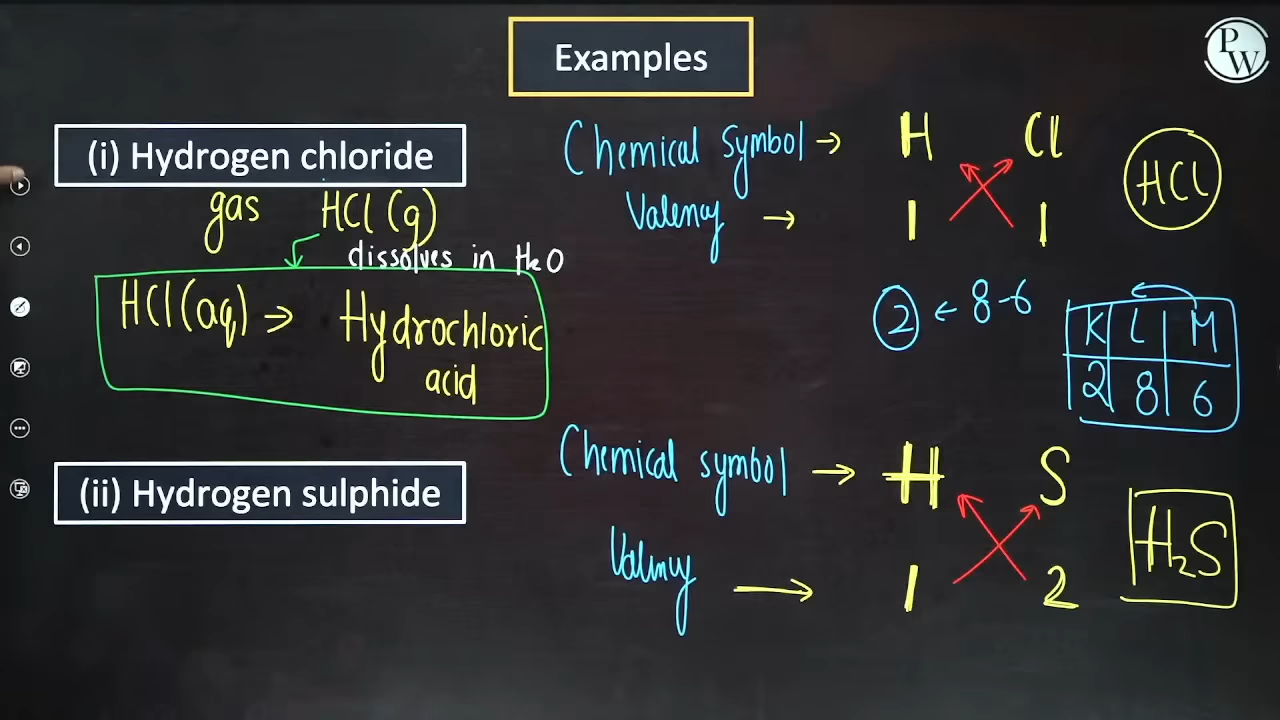 Examples
PW
(i) Hydrogen chloride
gas HCl (g)
dissolves in H2O
HCl (aq) → Hydrochloric
acid
Chemical Symbol → H Cl
Valency → 1 1
HCl
2 ← 8-6
K L M
2 8 6
(ii) Hydrogen sulphide
Chemical symbol → H S
Valency → 1 2
H₂S